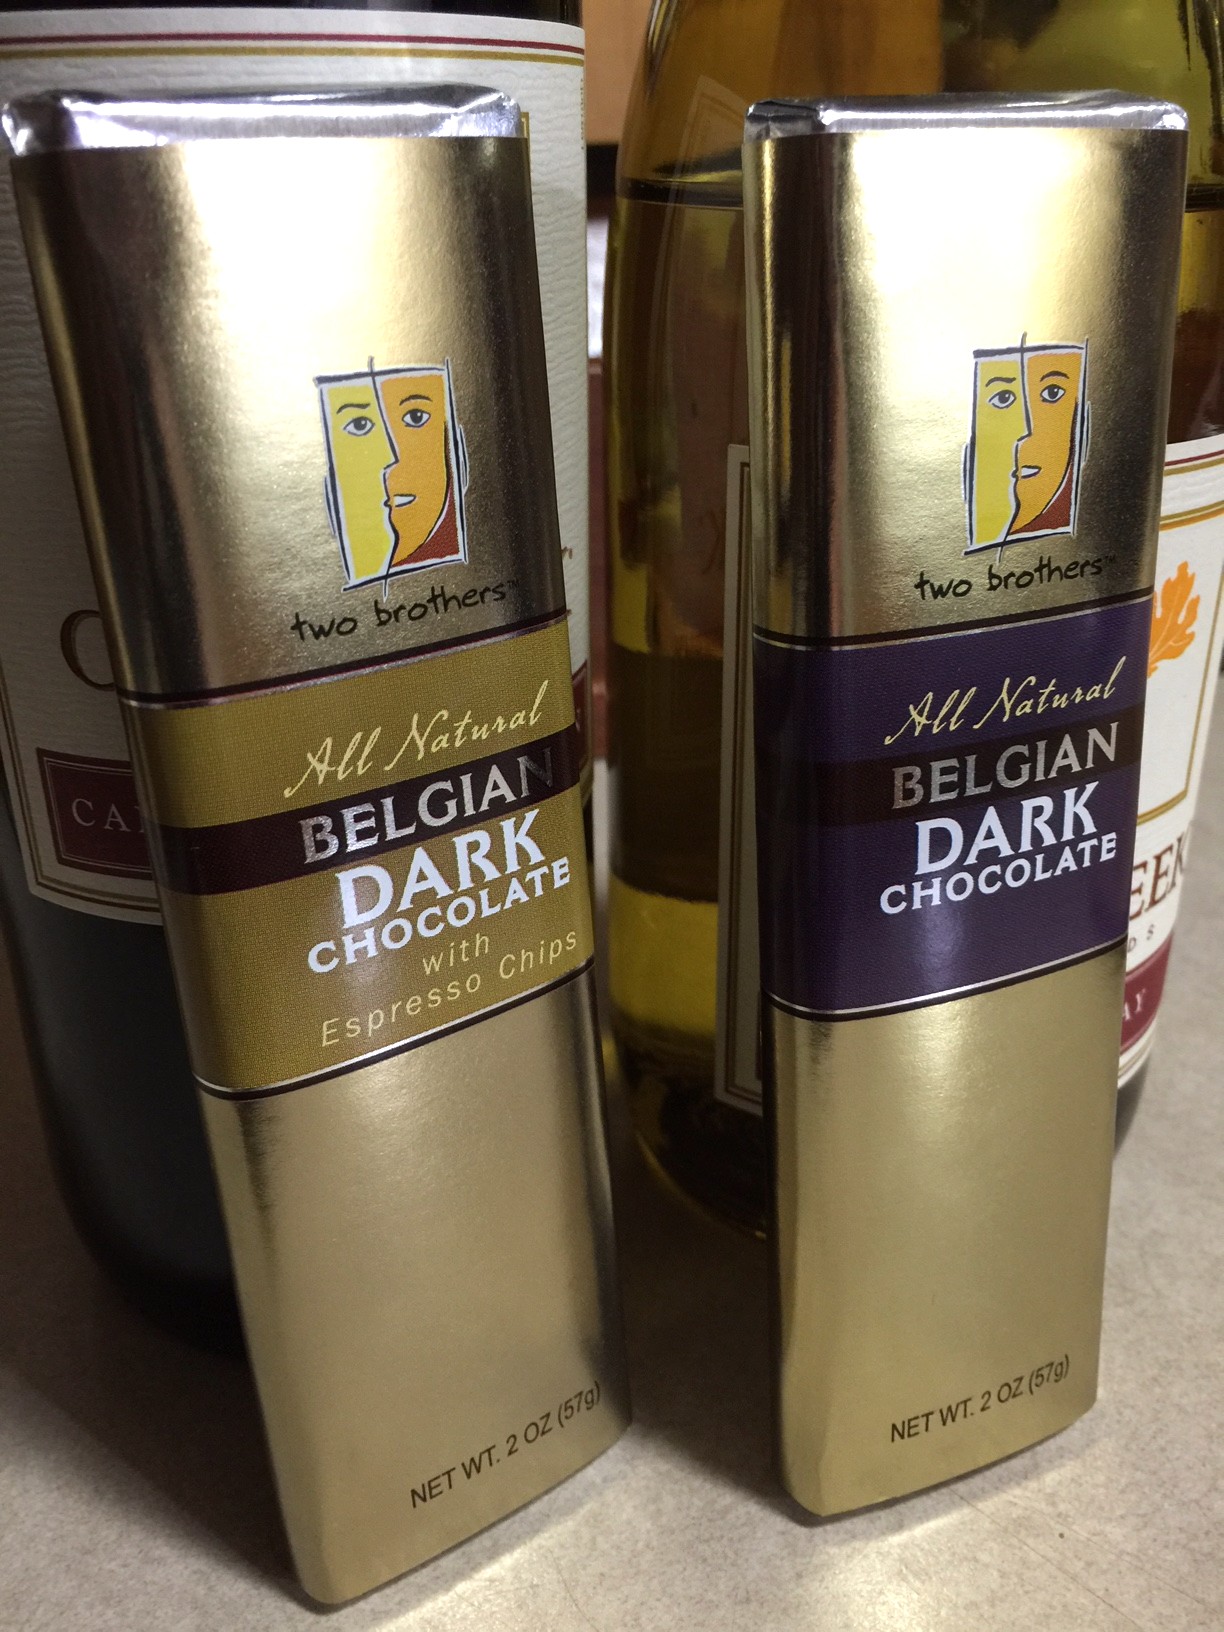 two brothers™
All Natural
BELGIAN
DARK
CHOCOLATE
with
Espresso Chips
NET WT. 2 OZ (57g)
two brothers™
All Natural
BELGIAN
DARK
CHOCOLATE
NET WT. 2 OZ (57g)